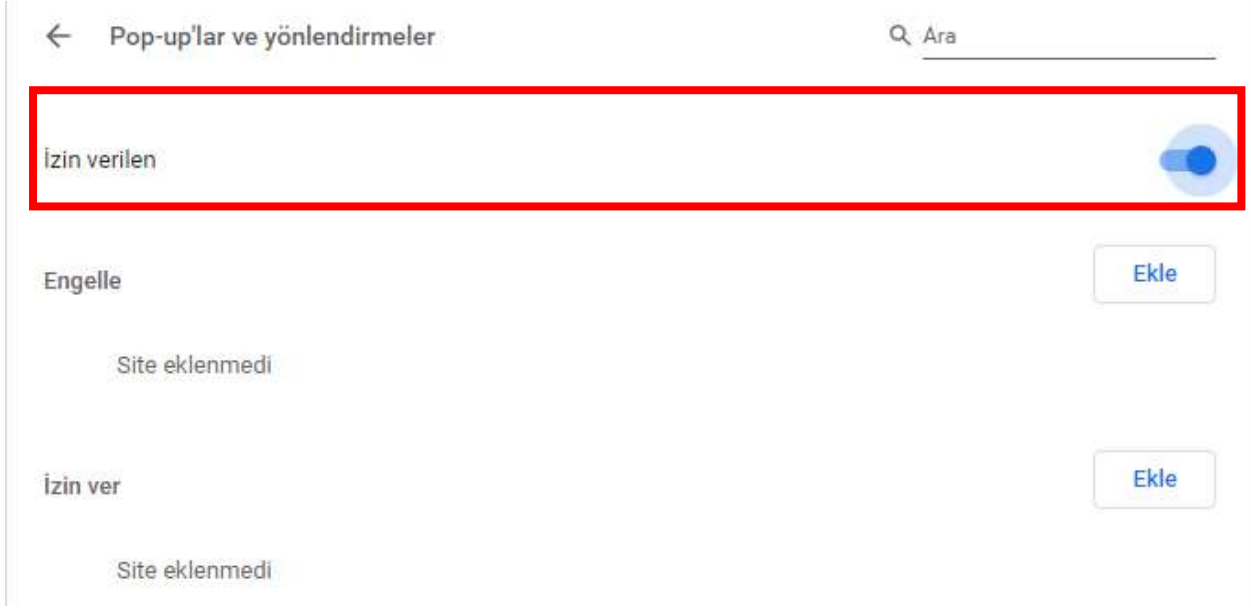 Pop-up'lar ve yönlendirmeler
Ara
İzin verilen
Engelle
Ekle
Site eklenmedi
İzin ver
Ekle
Site eklenmedi